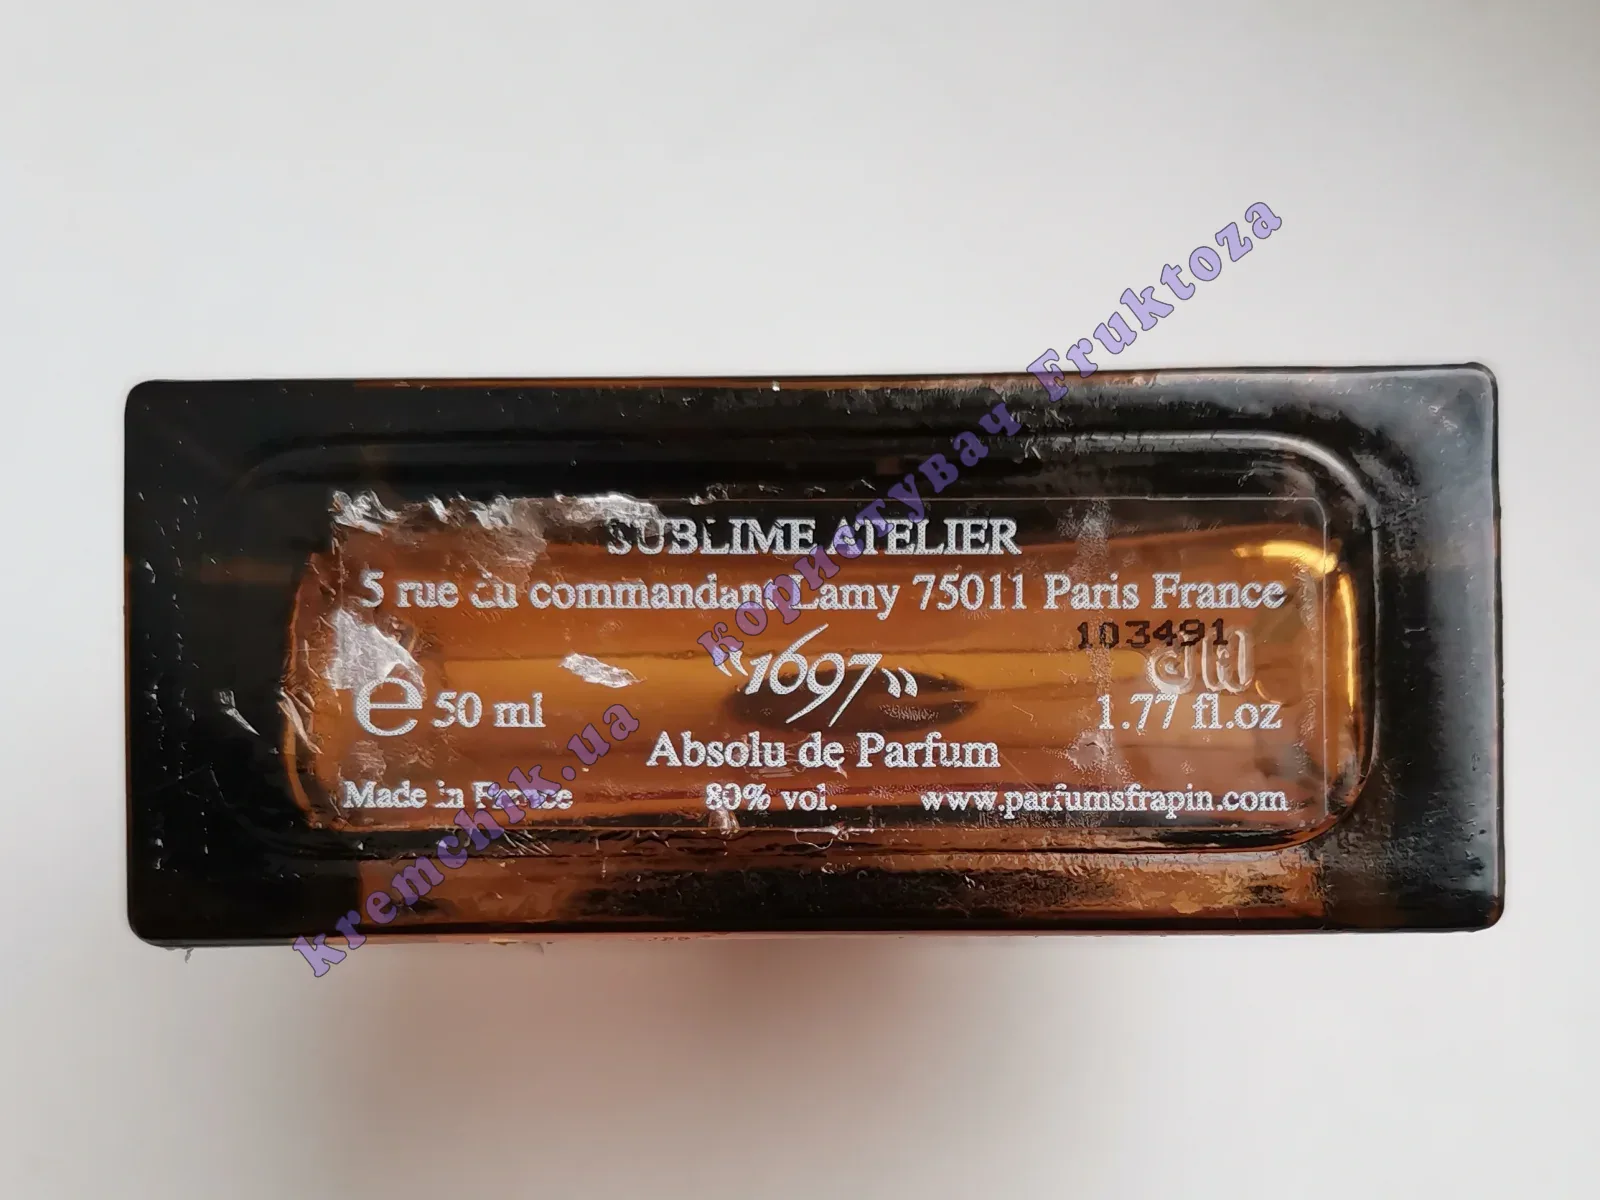 SUBLIME ATELIER
5 rue du commandant Lamy 75011 Paris France
103491
"1697"
e 50 ml
1.77 fl.oz
Absolu de Parfum
Made in France 80% vol. www.parfumsfrapin.com
kremchik.ua користувач Fruktoza